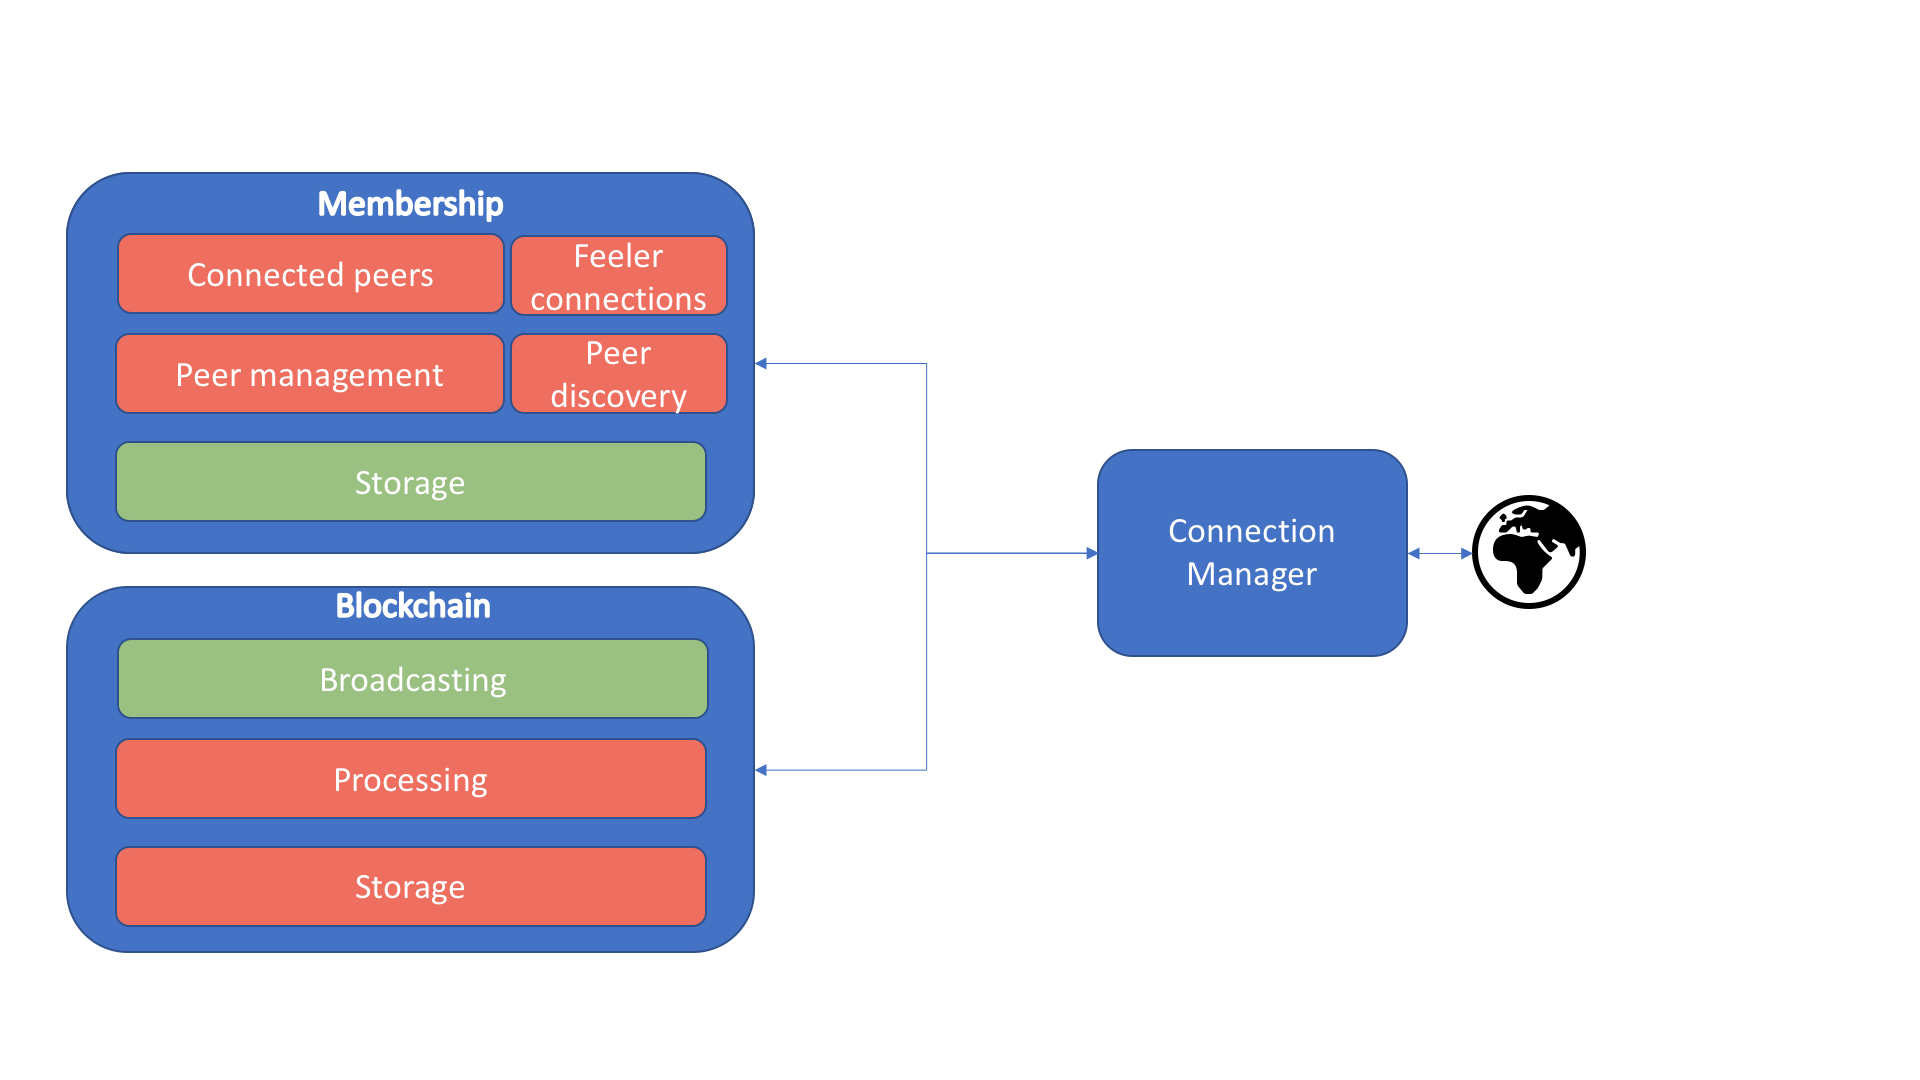 Membership
Connected peers
Feeler
connections
Peer management
Peer
discovery
Storage
Blockchain
Broadcasting
Processing
Storage
Connection
Manager